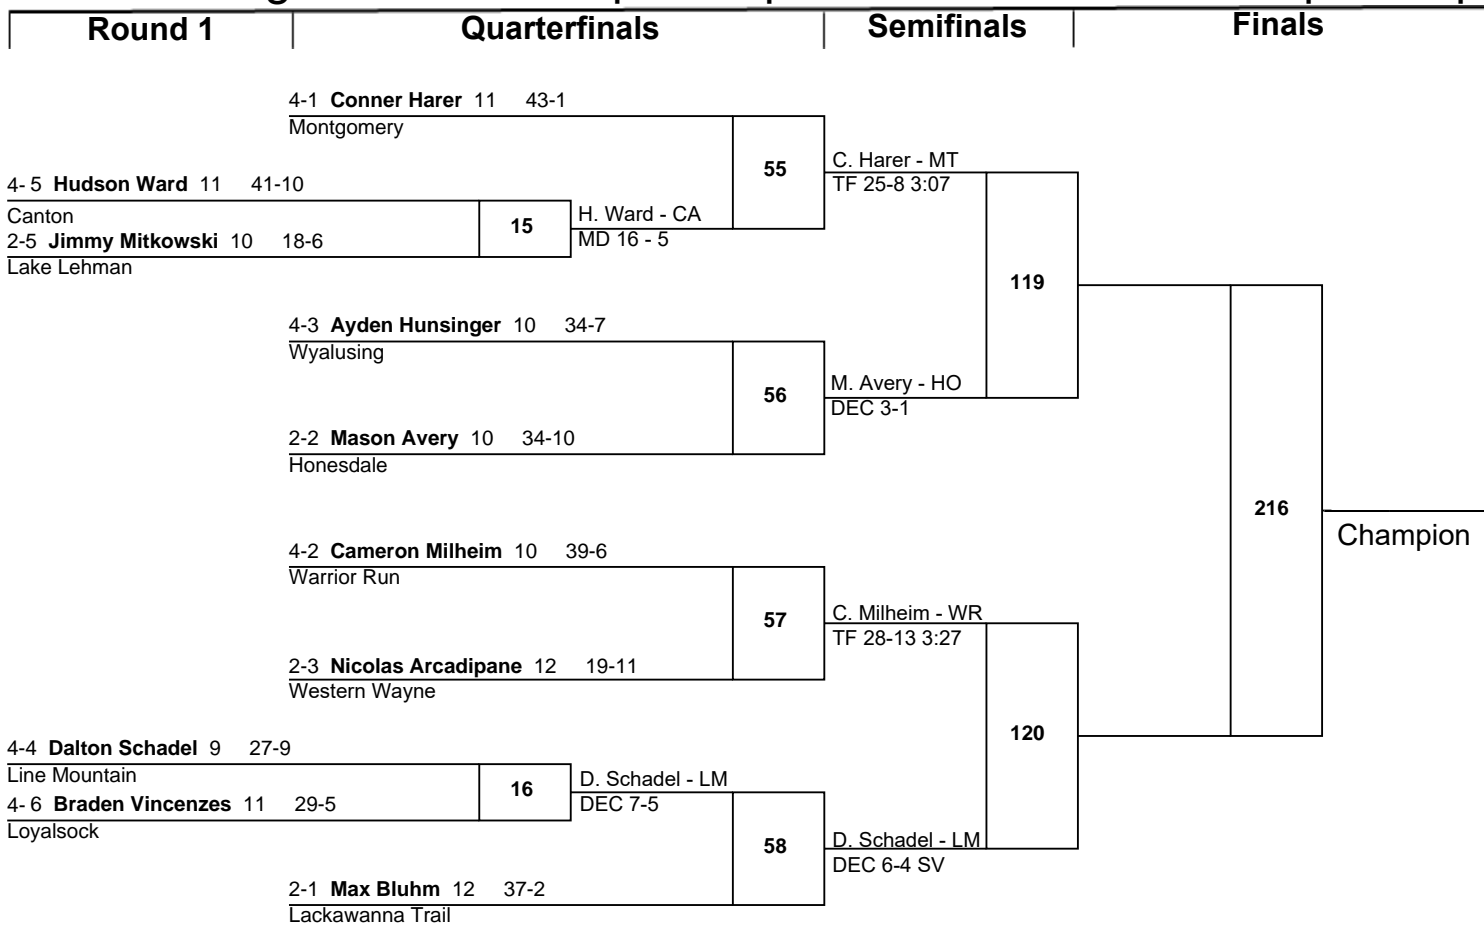 Round 1
Quarterfinals
Semifinals
Finals
4-1 Conner Harer 11 43-1
Montgomery
55
C. Harer - MT
TF 25-8 3:07
4- 5 Hudson Ward 11 41-10
Canton
15
H. Ward - CA
MD 16 - 5
2-5 Jimmy Mitkowski 10 18-6
Lake Lehman
119
4-3 Ayden Hunsinger 10 34-7
Wyalusing
56
M. Avery - HO
DEC 3-1
2-2 Mason Avery 10 34-10
Honesdale
216
Champion
4-2 Cameron Milheim 10 39-6
Warrior Run
57
C. Milheim - WR
TF 28-13 3:27
2-3 Nicolas Arcadipane 12 19-11
Western Wayne
120
4-4 Dalton Schadel 9 27-9
Line Mountain
16
D. Schadel - LM
DEC 7-5
4- 6 Braden Vincenzes 11 29-5
Loyalsock
58
D. Schadel - LM
DEC 6-4 SV
2-1 Max Bluhm 12 37-2
Lackawanna Trail